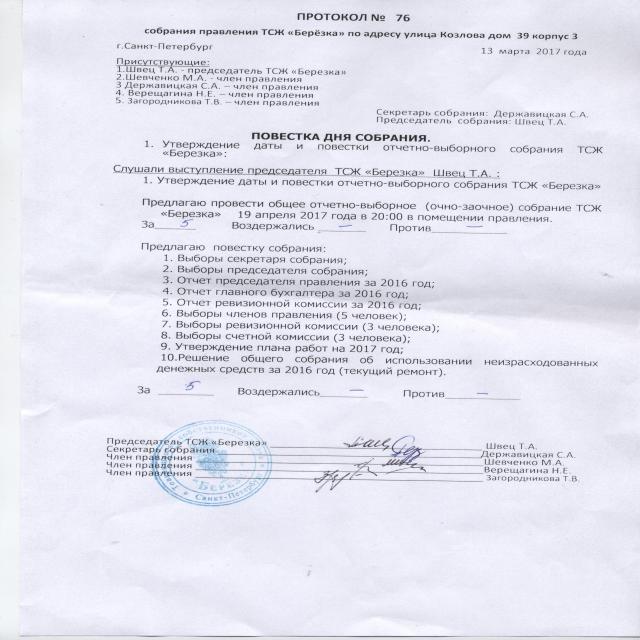 ПРОТОКОЛ № 76
собрания правления ТСЖ «Берёзка» по адресу улица Козлова дом 39 корпус 3
г.Санкт-Петербург 13 марта 2017 года
Присутствующие:
1.Швец Т.А. - председатель ТСЖ «Березка»
2.Шевченко М.А. - член правления
3 Державицкая С.А. – член правления
4. Верещагина Н.Е. – член правления
5. Загородникова Т.В. – член правления
Секретарь собрания: Державицкая С.А.
Председатель собрания: Швец Т.А.
ПОВЕСТКА ДНЯ СОБРАНИЯ.
1. Утверждение даты и повестки отчетно-выборного собрания ТСЖ
«Березка»:
Слушали выступление председателя ТСЖ «Березка» Швец Т.А. :
1. Утверждение даты и повестки отчетно-выборного собрания ТСЖ «Березка»
Предлагаю провести общее отчетно-выборное (очно-заочное) собрание ТСЖ
«Березка» 19 апреля 2017 года в 20:00 в помещении правления.
За 5 Воздержались — Против —
Предлагаю повестку собрания:
1. Выборы секретаря собрания;
2. Выборы председателя собрания;
3. Отчет председателя правления за 2016 год;
4. Отчет главного бухгалтера за 2016 год;
5. Отчет ревизионной комиссии за 2016 год;
6. Выборы членов правления (5 человек);
7. Выборы ревизионной комиссии (3 человека);
8. Выборы счетной комиссии (3 человека);
9. Утверждение плана работ на 2017 год;
10.Решение общего собрания об использовании неизрасходованных
денежных средств за 2016 год (текущий ремонт).
За 5 Воздержались — Против —
Председатель ТСЖ «Березка» Швец Т.А.
Секретарь собрания Державицкая С.А.
Член правления Шевченко М.А.
Член правления Верещагина Н.Е.
Член правления Загородникова Т.В.
Санкт-Петербург